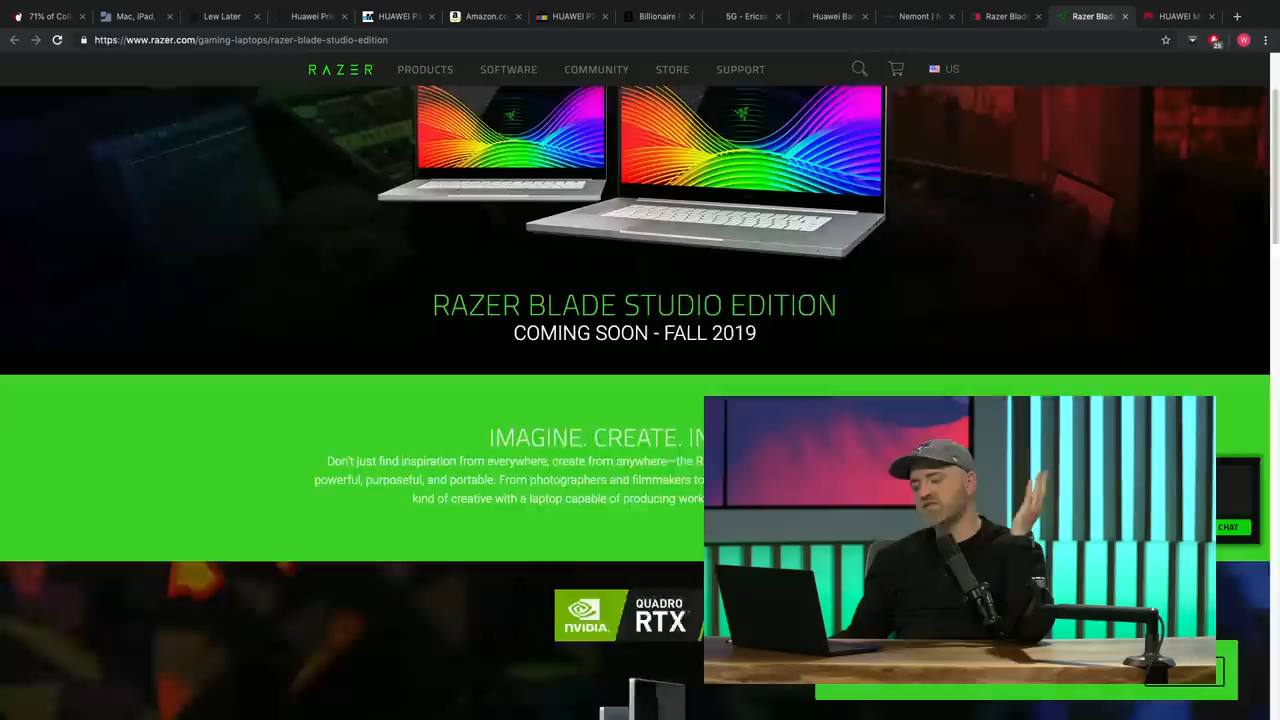 71% of Coll
Mac, iPad,
Lew Later
Huawei Prin
HUAWEI P3
Amazon.co
HUAWEI P3
Billionaire I
5G - Ericss
Huawei Ba
Nemont | N
Razer Blade
Razer Blade
HUAWEI M
https://www.razer.com/gaming-laptops/razer-blade-studio-edition
25
W
RAZER
PRODUCTS
SOFTWARE
COMMUNITY
STORE
SUPPORT
US
RAZER BLADE STUDIO EDITION
COMING SOON - FALL 2019
IMAGINE. CREATE. IN
Don't just find inspiration from everywhere, create from anywhere—the R
powerful, purposeful, and portable. From photographers and filmmakers to
kind of creative with a laptop capable of producing work
CHAT
NVIDIA.
QUADRO
RTX